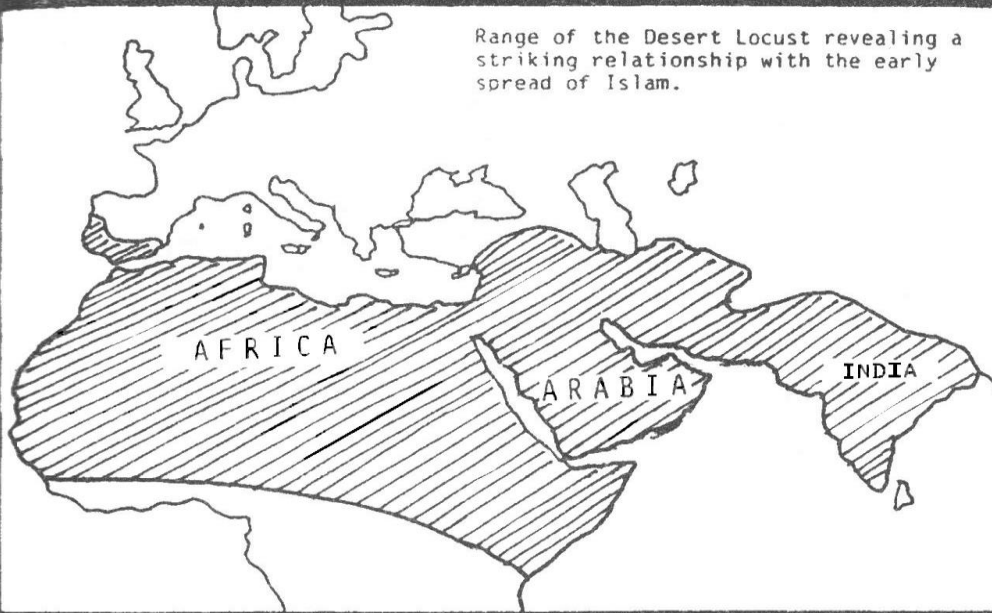 Range of the Desert Locust revealing a
striking relationship with the early
spread of Islam.
AFRICA
ARABIA
INDIA